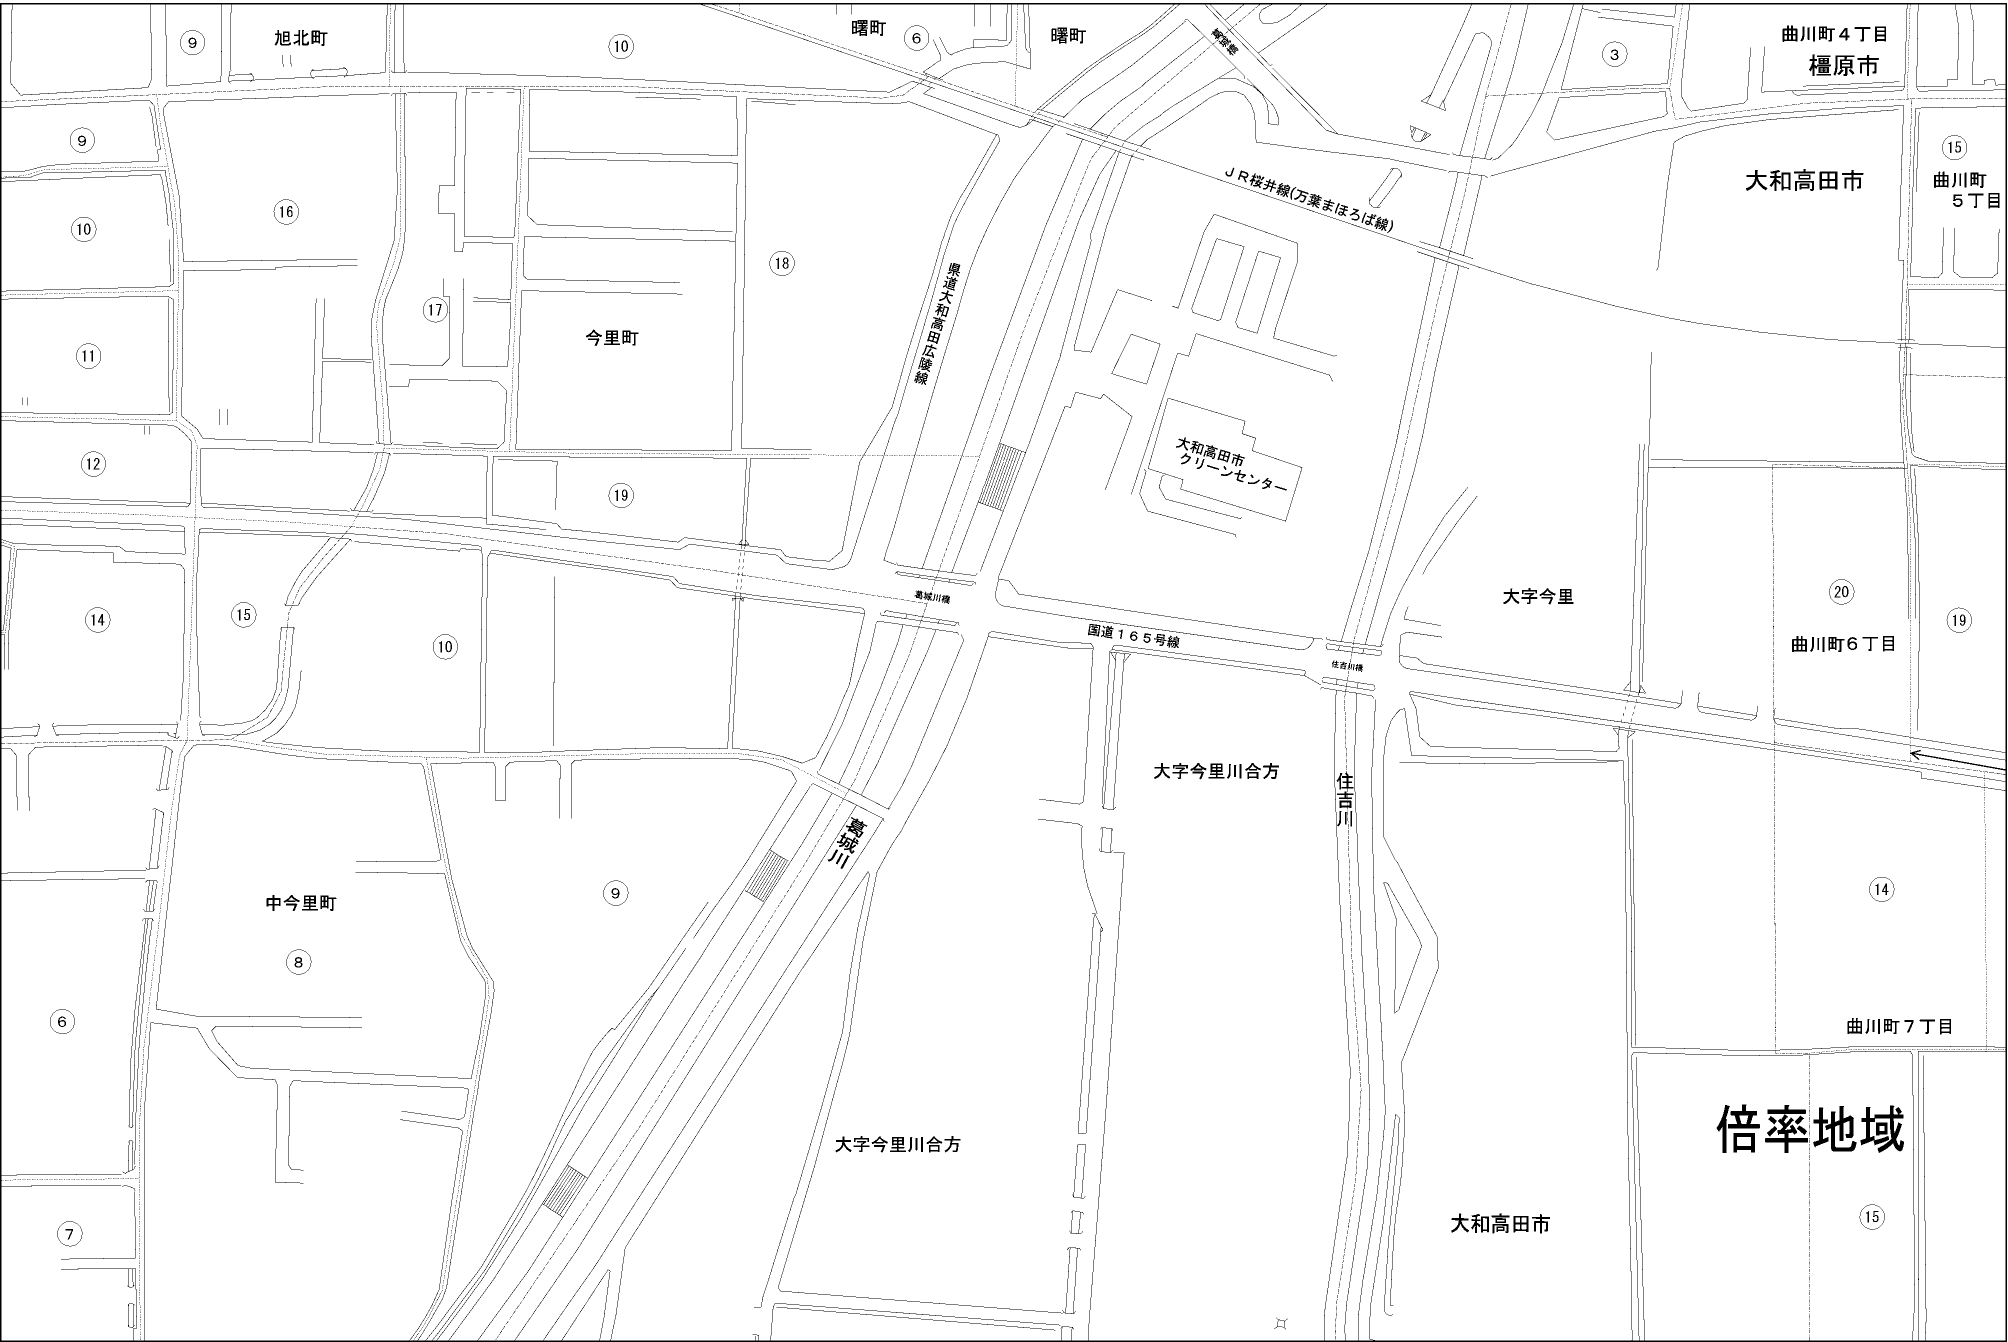 ⑨
旭北町
⑩
曙町
⑥
曙町
葛城橋
③
曲川町４丁目
橿原市
⑨
⑮
大和高田市
曲川町
５丁目
ＪＲ桜井線(万葉まほろば線)
⑯
⑩
⑱
県道大和高田広陵線
⑰
今里町
⑪
大和高田市
クリーンセンター
⑫
⑲
葛城川橋
大字今里
⑳
⑭
⑮
⑲
国道１６５号線
⑩
曲川町６丁目
住吉川橋
大字今里川合方
住吉川
葛城川
⑭
⑨
中今里町
⑧
⑥
曲川町７丁目
倍率地域
大字今里川合方
⑮
大和高田市
⑦